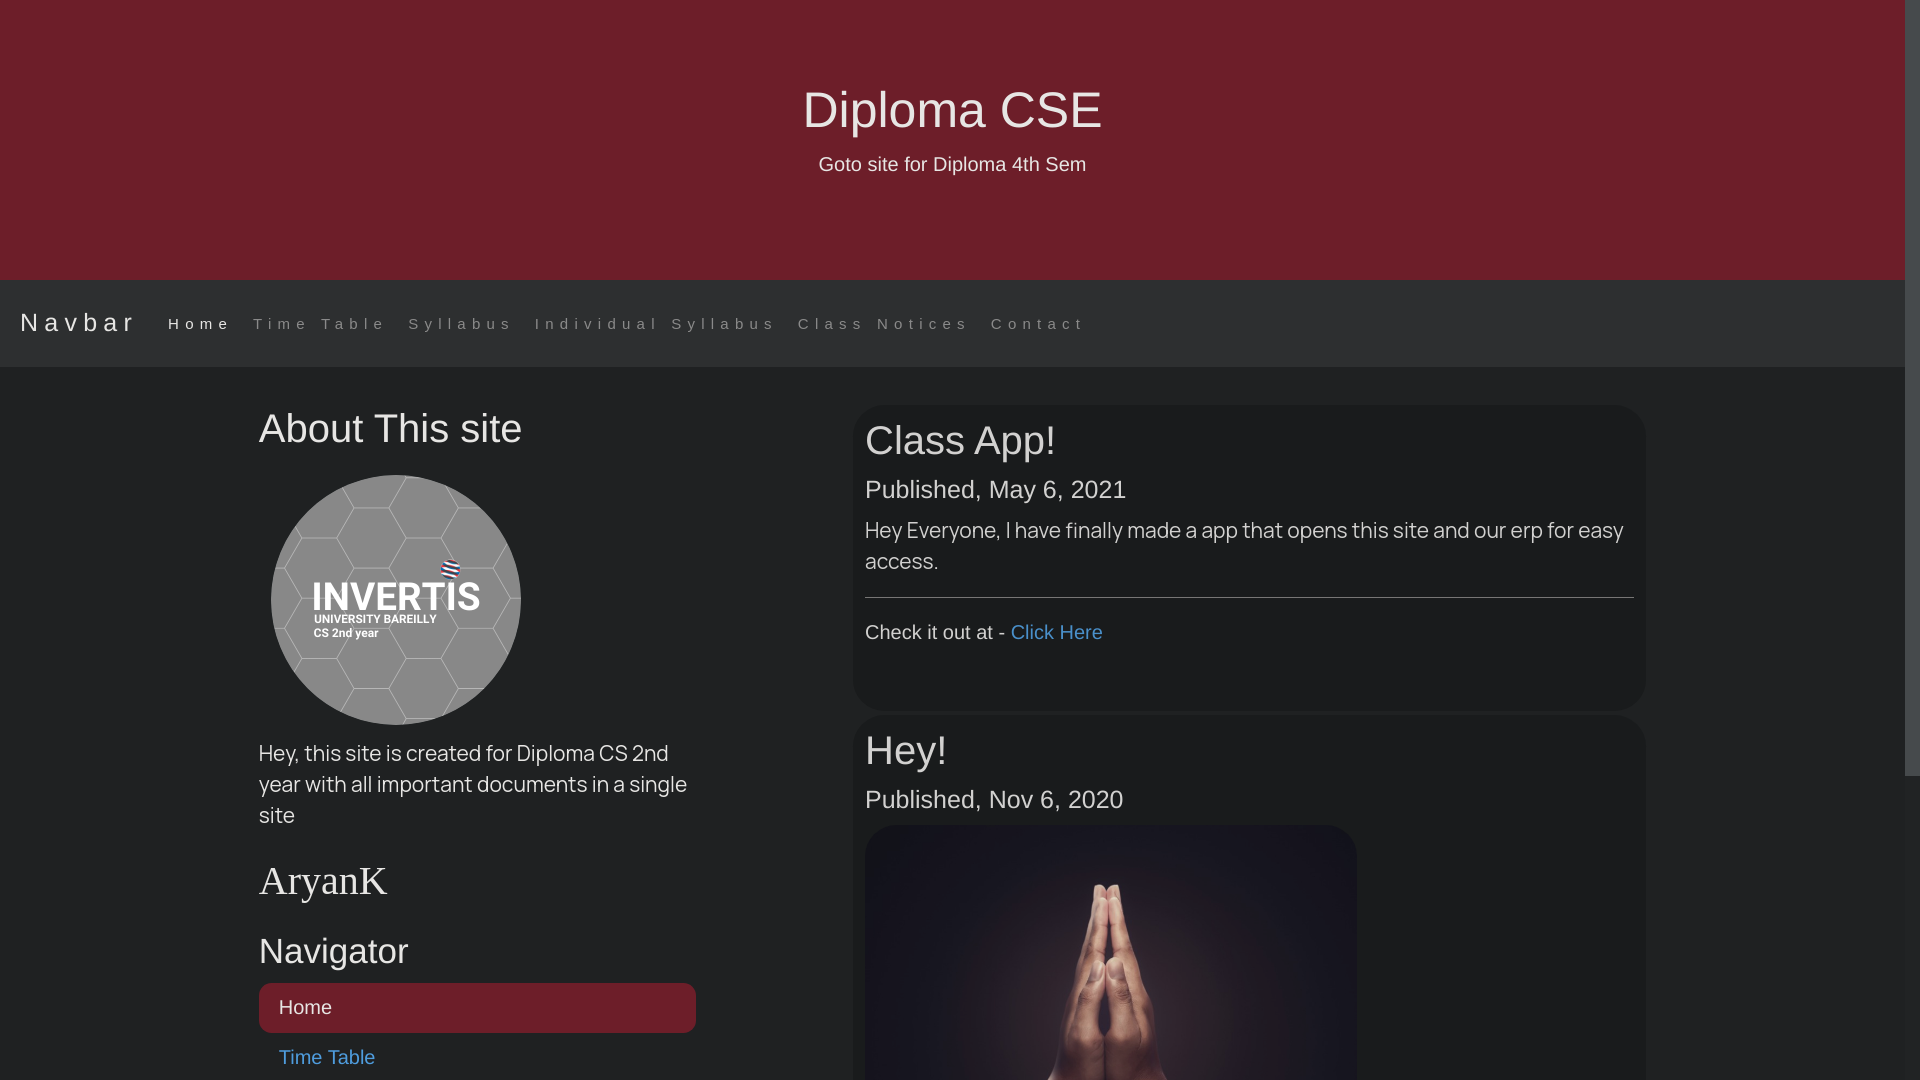 Diploma CSE
Goto site for Diploma 4th Sem
Navbar Home Time Table Syllabus Individual Syllabus Class Notices Contact
About This site
INVERTIS
UNIVERSITY BAREILLY
CS 2nd year
Hey, this site is created for Diploma CS 2nd
year with all important documents in a single
site
AryanK
Navigator
Home
Time Table
Class App!
Published, May 6, 2021
Hey Everyone, I have finally made a app that opens this site and our erp for easy
access.
Check it out at - Click Here
Hey!
Published, Nov 6, 2020